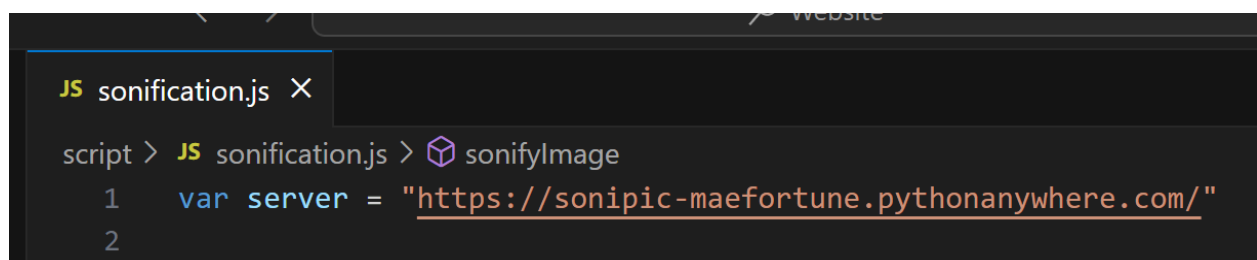 Website
JS sonification.js ×
script > JS sonification.js > sonifyImage
1 var server = "https://sonipic-maefortune.pythonanywhere.com/"
2